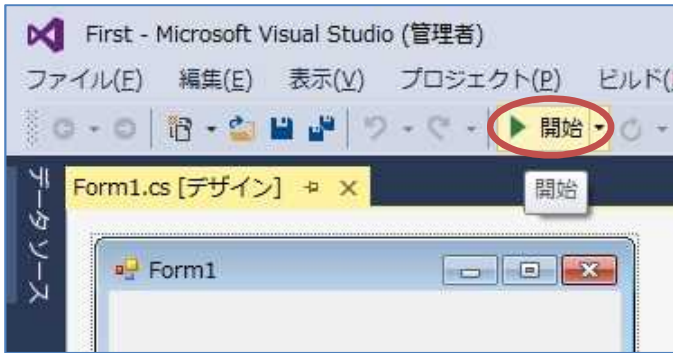 First - Microsoft Visual Studio (管理者)
ファイル(F) 編集(E) 表示(V) プロジェクト(P) ビルド(
開始
データソース
Form1.cs [デザイン]
開始
Form1